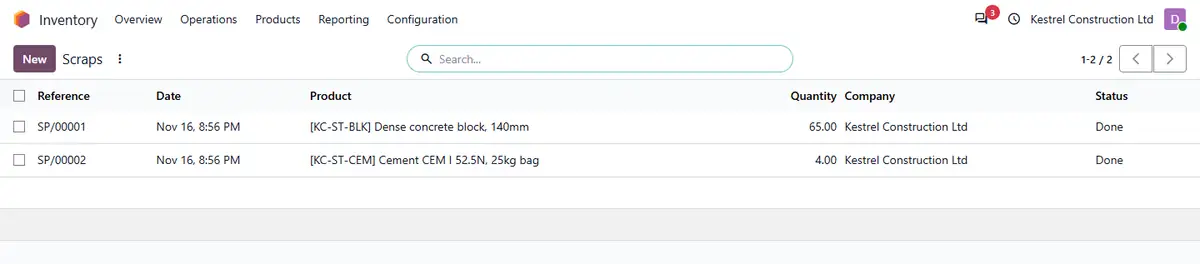 Inventory Overview Operations Products Reporting Configuration 3 Kestrel Construction Ltd D
New Scraps Search... 1-2 / 2
Reference Date Product Quantity Company Status
SP/00001 Nov 16, 8:56 PM [KC-ST-BLK] Dense concrete block, 140mm 65.00 Kestrel Construction Ltd Done
SP/00002 Nov 16, 8:56 PM [KC-ST-CEM] Cement CEM I 52.5N, 25kg bag 4.00 Kestrel Construction Ltd Done